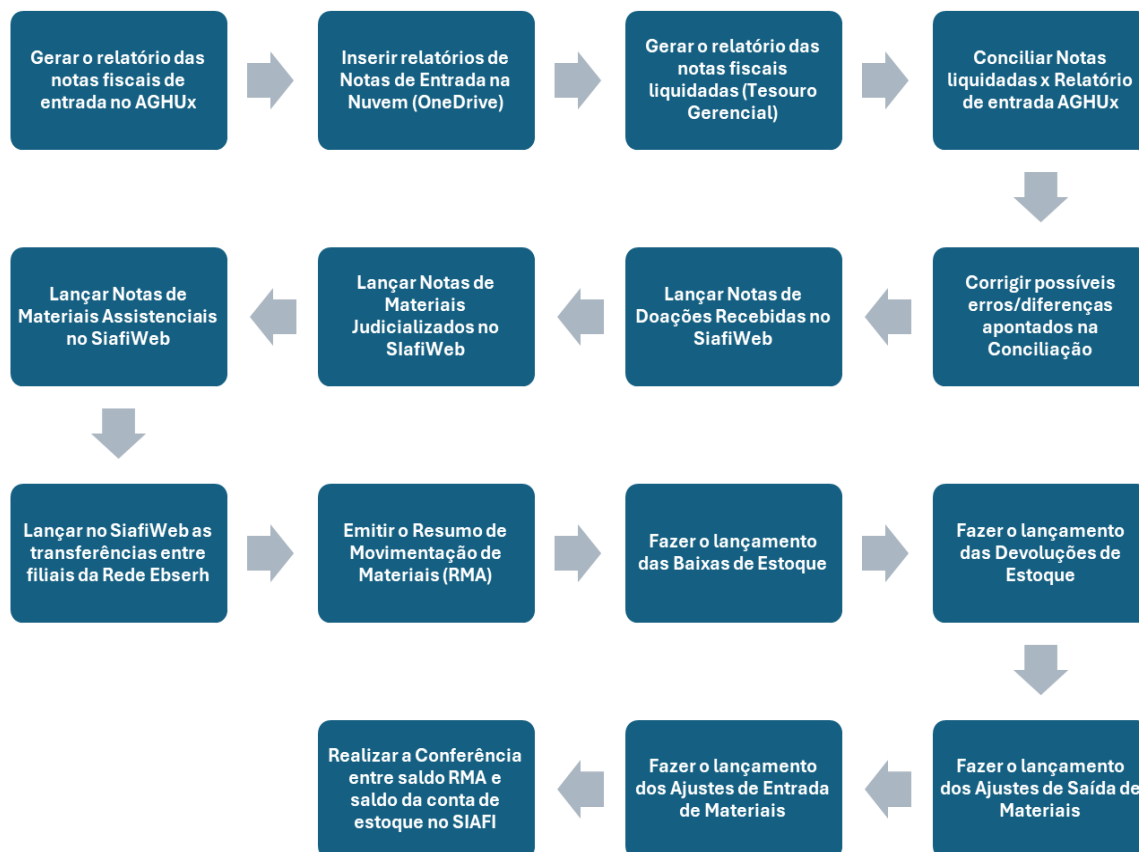 Gerar o relatório das
notas fiscais de
entrada no AGHUx
Inserir relatórios de
Notas de Entrada na
Nuvem (OneDrive)
Gerar o relatório das
notas fiscais
liquidadas (Tesouro
Gerencial)
Conciliar Notas
liquidadas x Relatório
de entrada AGHUx
Corrigir possíveis
erros/diferenças
apontados na
Conciliação
Lançar Notas de
Doações Recebidas no
SiafiWeb
Lançar Notas de
Materiais
Judicializados no
SIafiWeb
Lançar Notas de
Materiais Assistenciais
no SiafiWeb
Lançar no SiafiWeb as
transferências entre
filiais da Rede Ebserh
Emitir o Resumo de
Movimentação de
Materiais (RMA)
Fazer o lançamento
das Baixas de Estoque
Fazer o lançamento
das Devoluções de
Estoque
Fazer o lançamento
dos Ajustes de Saída de
Materiais
Fazer o lançamento
dos Ajustes de Entrada
de Materiais
Realizar a Conferência
entre saldo RMA e
saldo da conta de
estoque no SIAFI